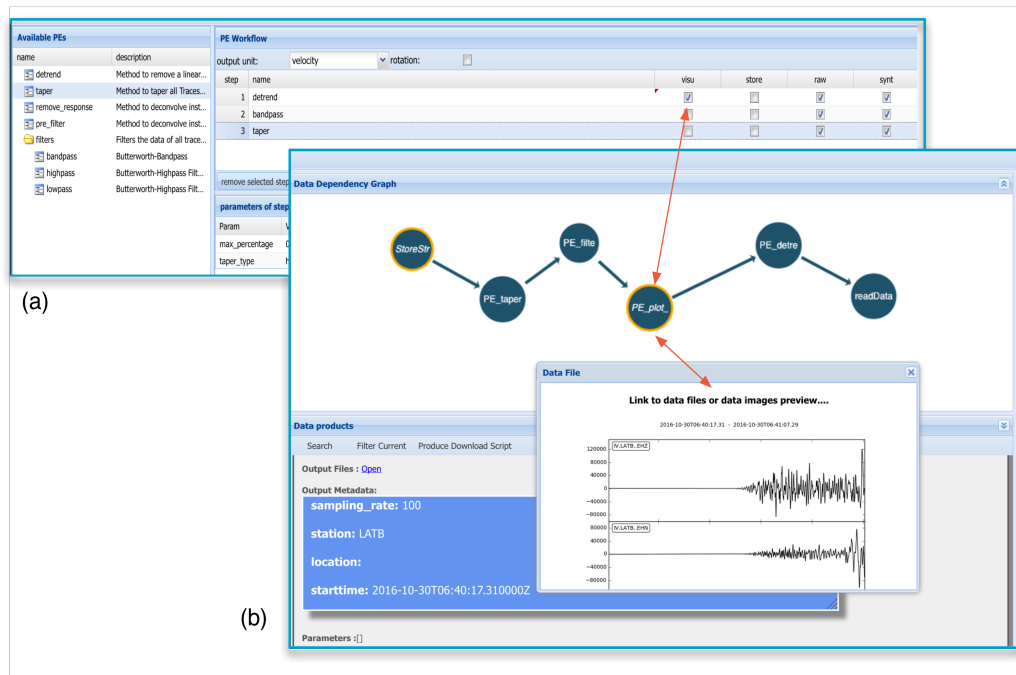 Available PEs
name description
detrend Method to remove a linear...
taper Method to taper all Traces...
remove_response Method to deconvolve inst...
pre_filter Method to deconvolve inst...
filters Filters the data of all trace...
bandpass Butterworth-Bandpass
highpass Butterworth-Highpass Filt...
lowpass Butterworth-Highpass Filt...
PE Workflow
output unit: velocity rotation:
step name visu store raw synt
1 detrend
2 bandpass
3 taper
remove selected step
parameters of step
Param
max_percentage 0
taper_type h
(a)
Data Dependency Graph
StoreStr
PE_taper
PE_filte
PE_plot_
PE_detre
readData
Data File
Link to data files or data images preview....
2016-10-30T06:40:17.31 - 2016-10-30T06:41:07.29
IV.LATB..EHZ
120000
80000
40000
0
−40000
−80000
IV.LATB..EHN
80000
40000
0
−40000
−80000
Data products
Search Filter Current Produce Download Script
Output Files : Open
Output Metadata:
sampling_rate: 100
station: LATB
location:
starttime: 2016-10-30T06:40:17.310000Z
Parameters :[]
(b)